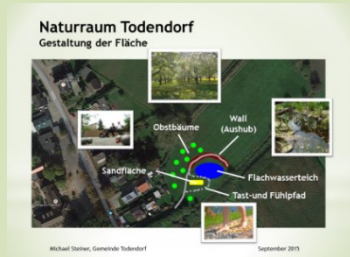 Naturraum Todendorf
Gestaltung der Fläche
Obstbäume
Wall
(Aushub)
Sandfläche
Flachwasserteich
Tast-und Fühlpfad
Michael Steiner, Gemeinde Todendorf
September 2015